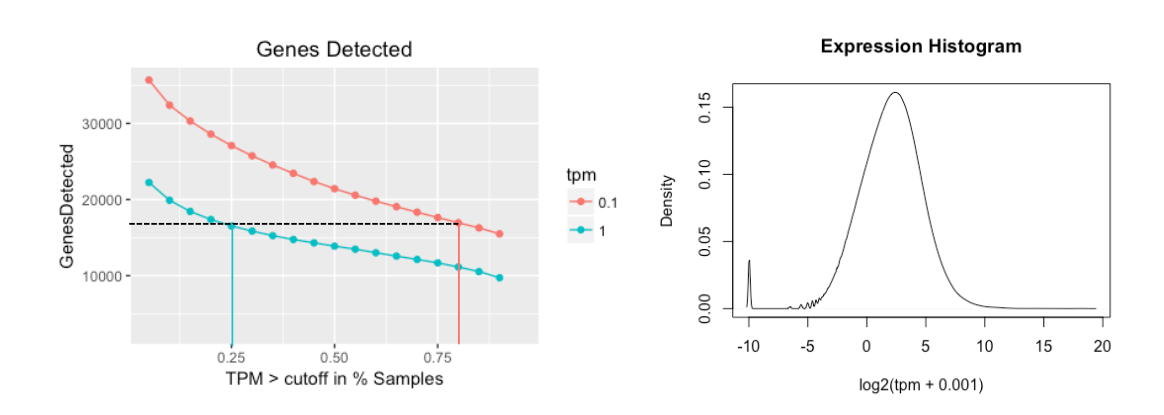 Genes Detected
GenesDetected
30000
20000
10000
0.25 0.50 0.75
TPM > cutoff in % Samples
tpm
0.1
1
Expression Histogram
Density
0.15
0.10
0.05
0.00
-10 -5 0 5 10 15 20
log2(tpm + 0.001)